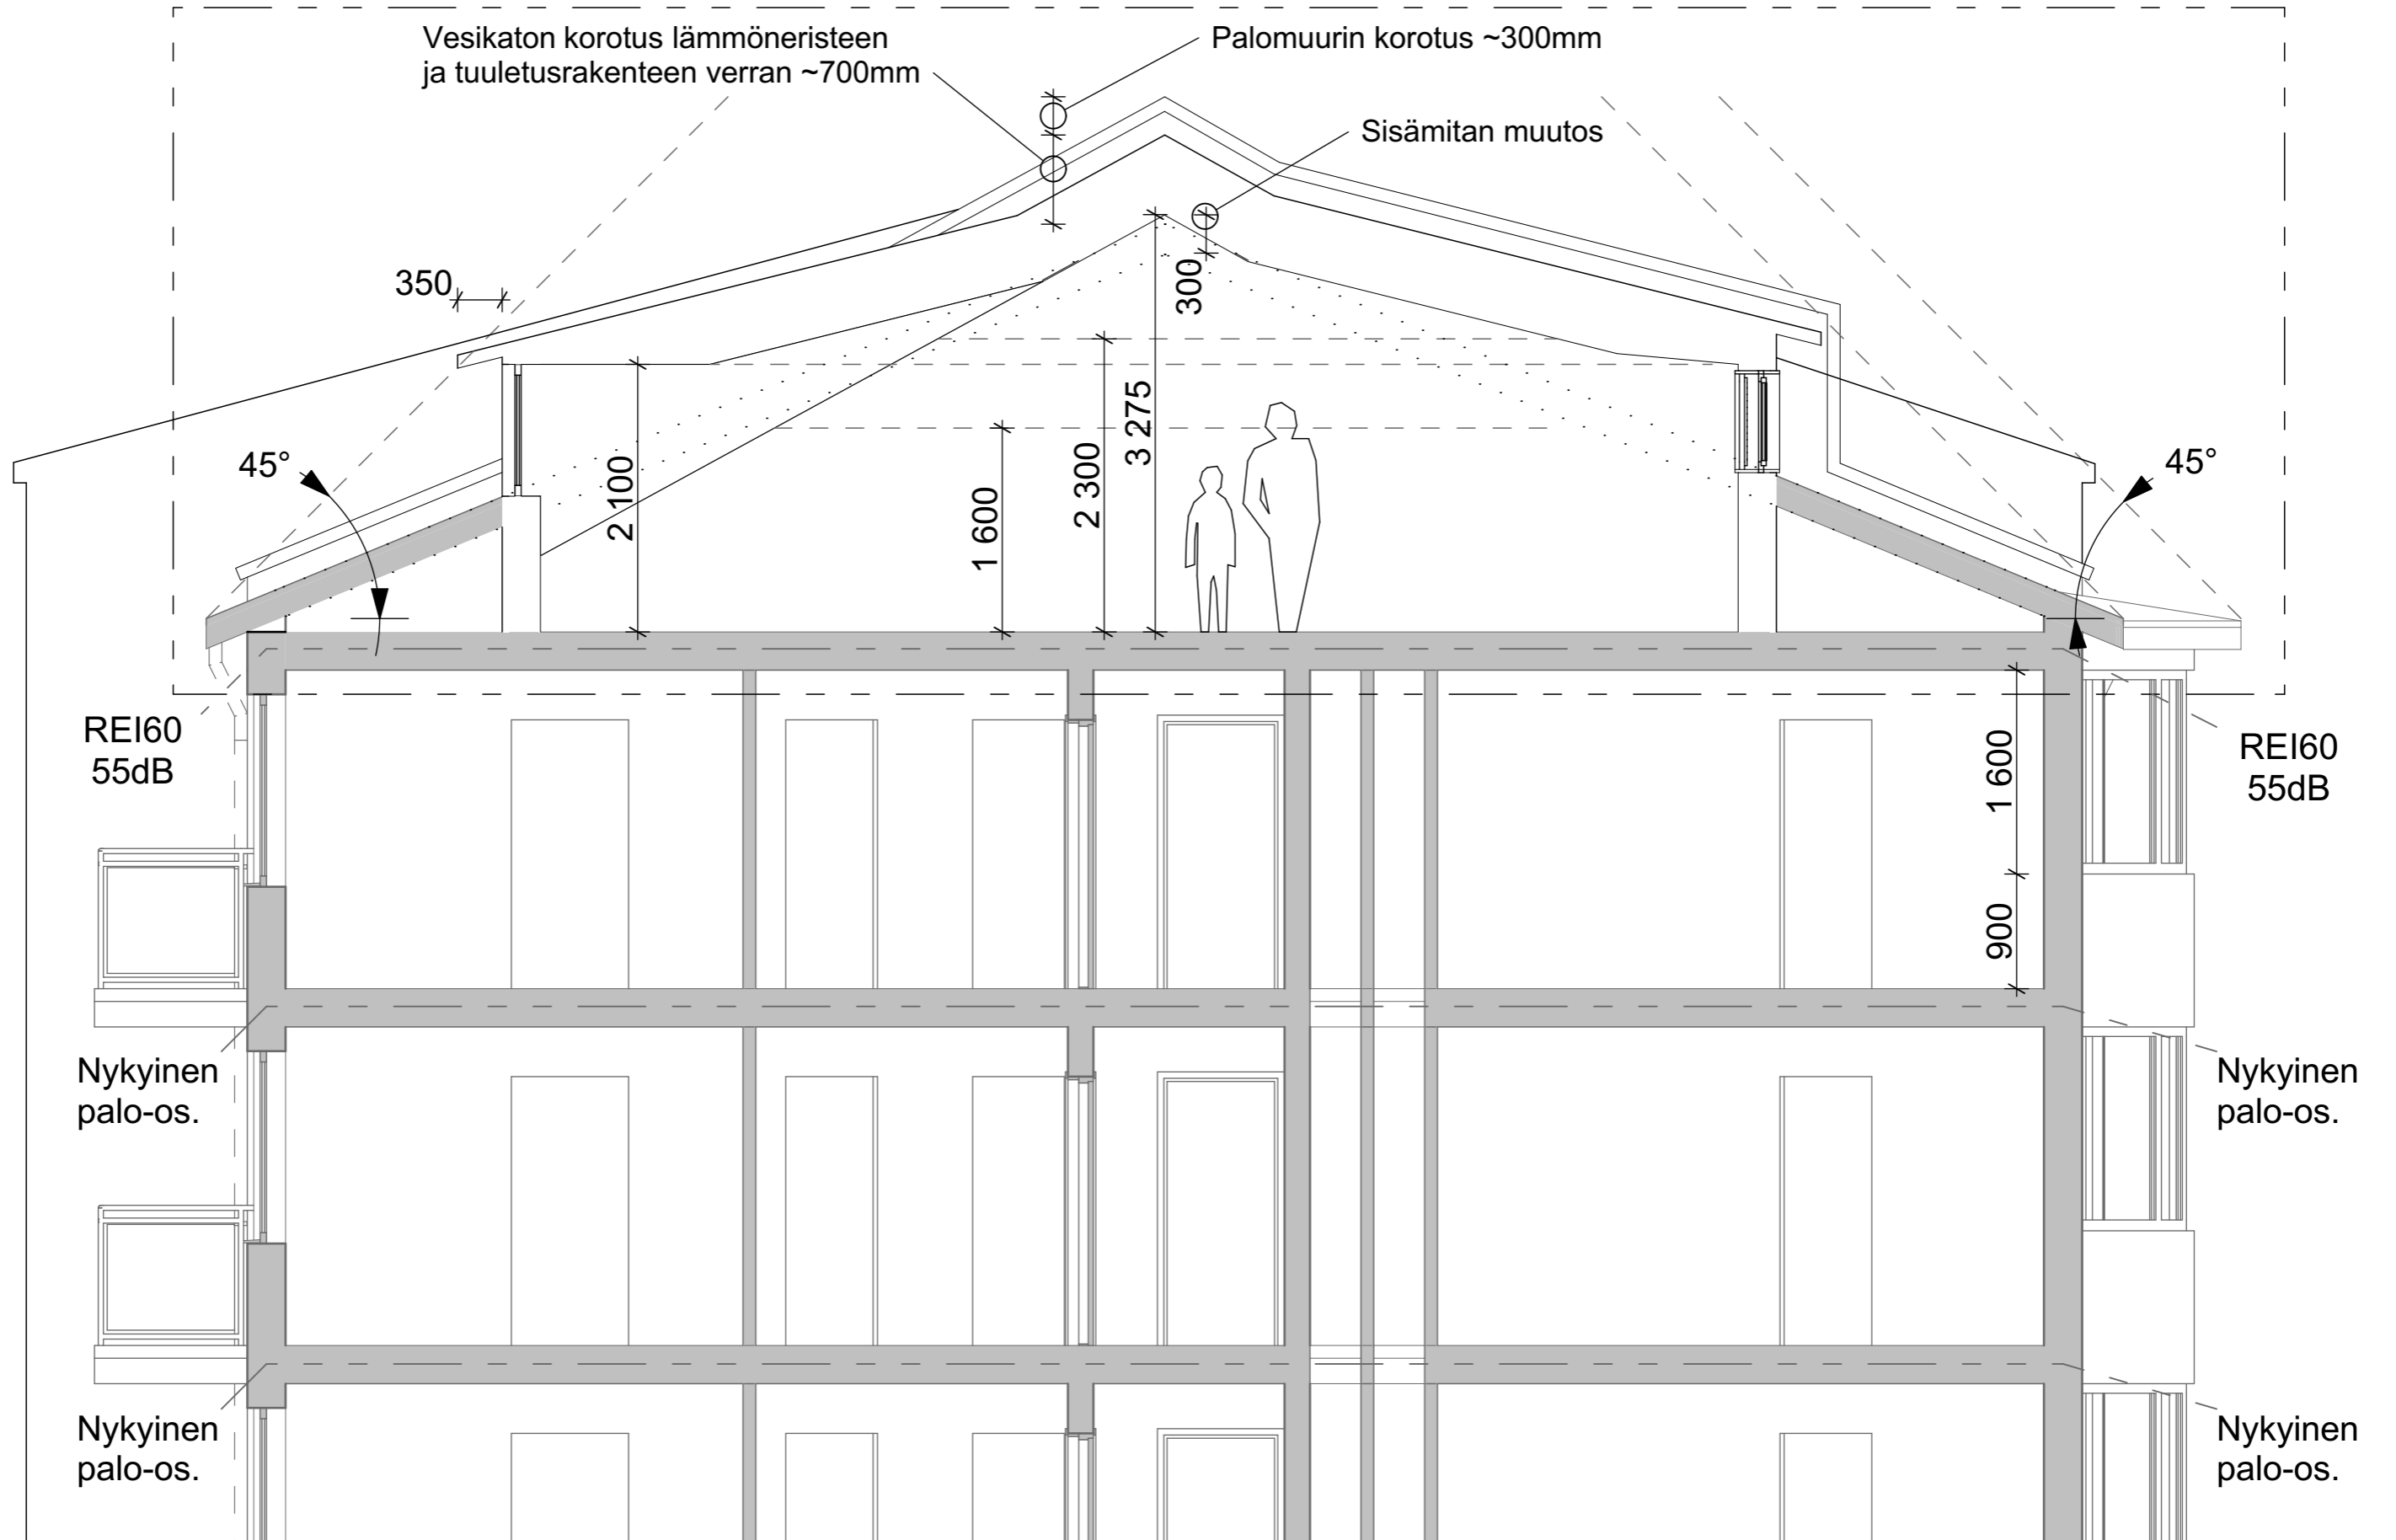 Vesikaton korotus lämmöneristeen
ja tuuletusrakenteen verran ~700mm
Palomuurin korotus ~300mm
Sisämitan muutos
350
300
45°
2 100
1 600
2 300
3 275
45°
REI60
55dB
1 600
REI60
55dB
900
Nykyinen
palo-os.
Nykyinen
palo-os.
Nykyinen
palo-os.
Nykyinen
palo-os.